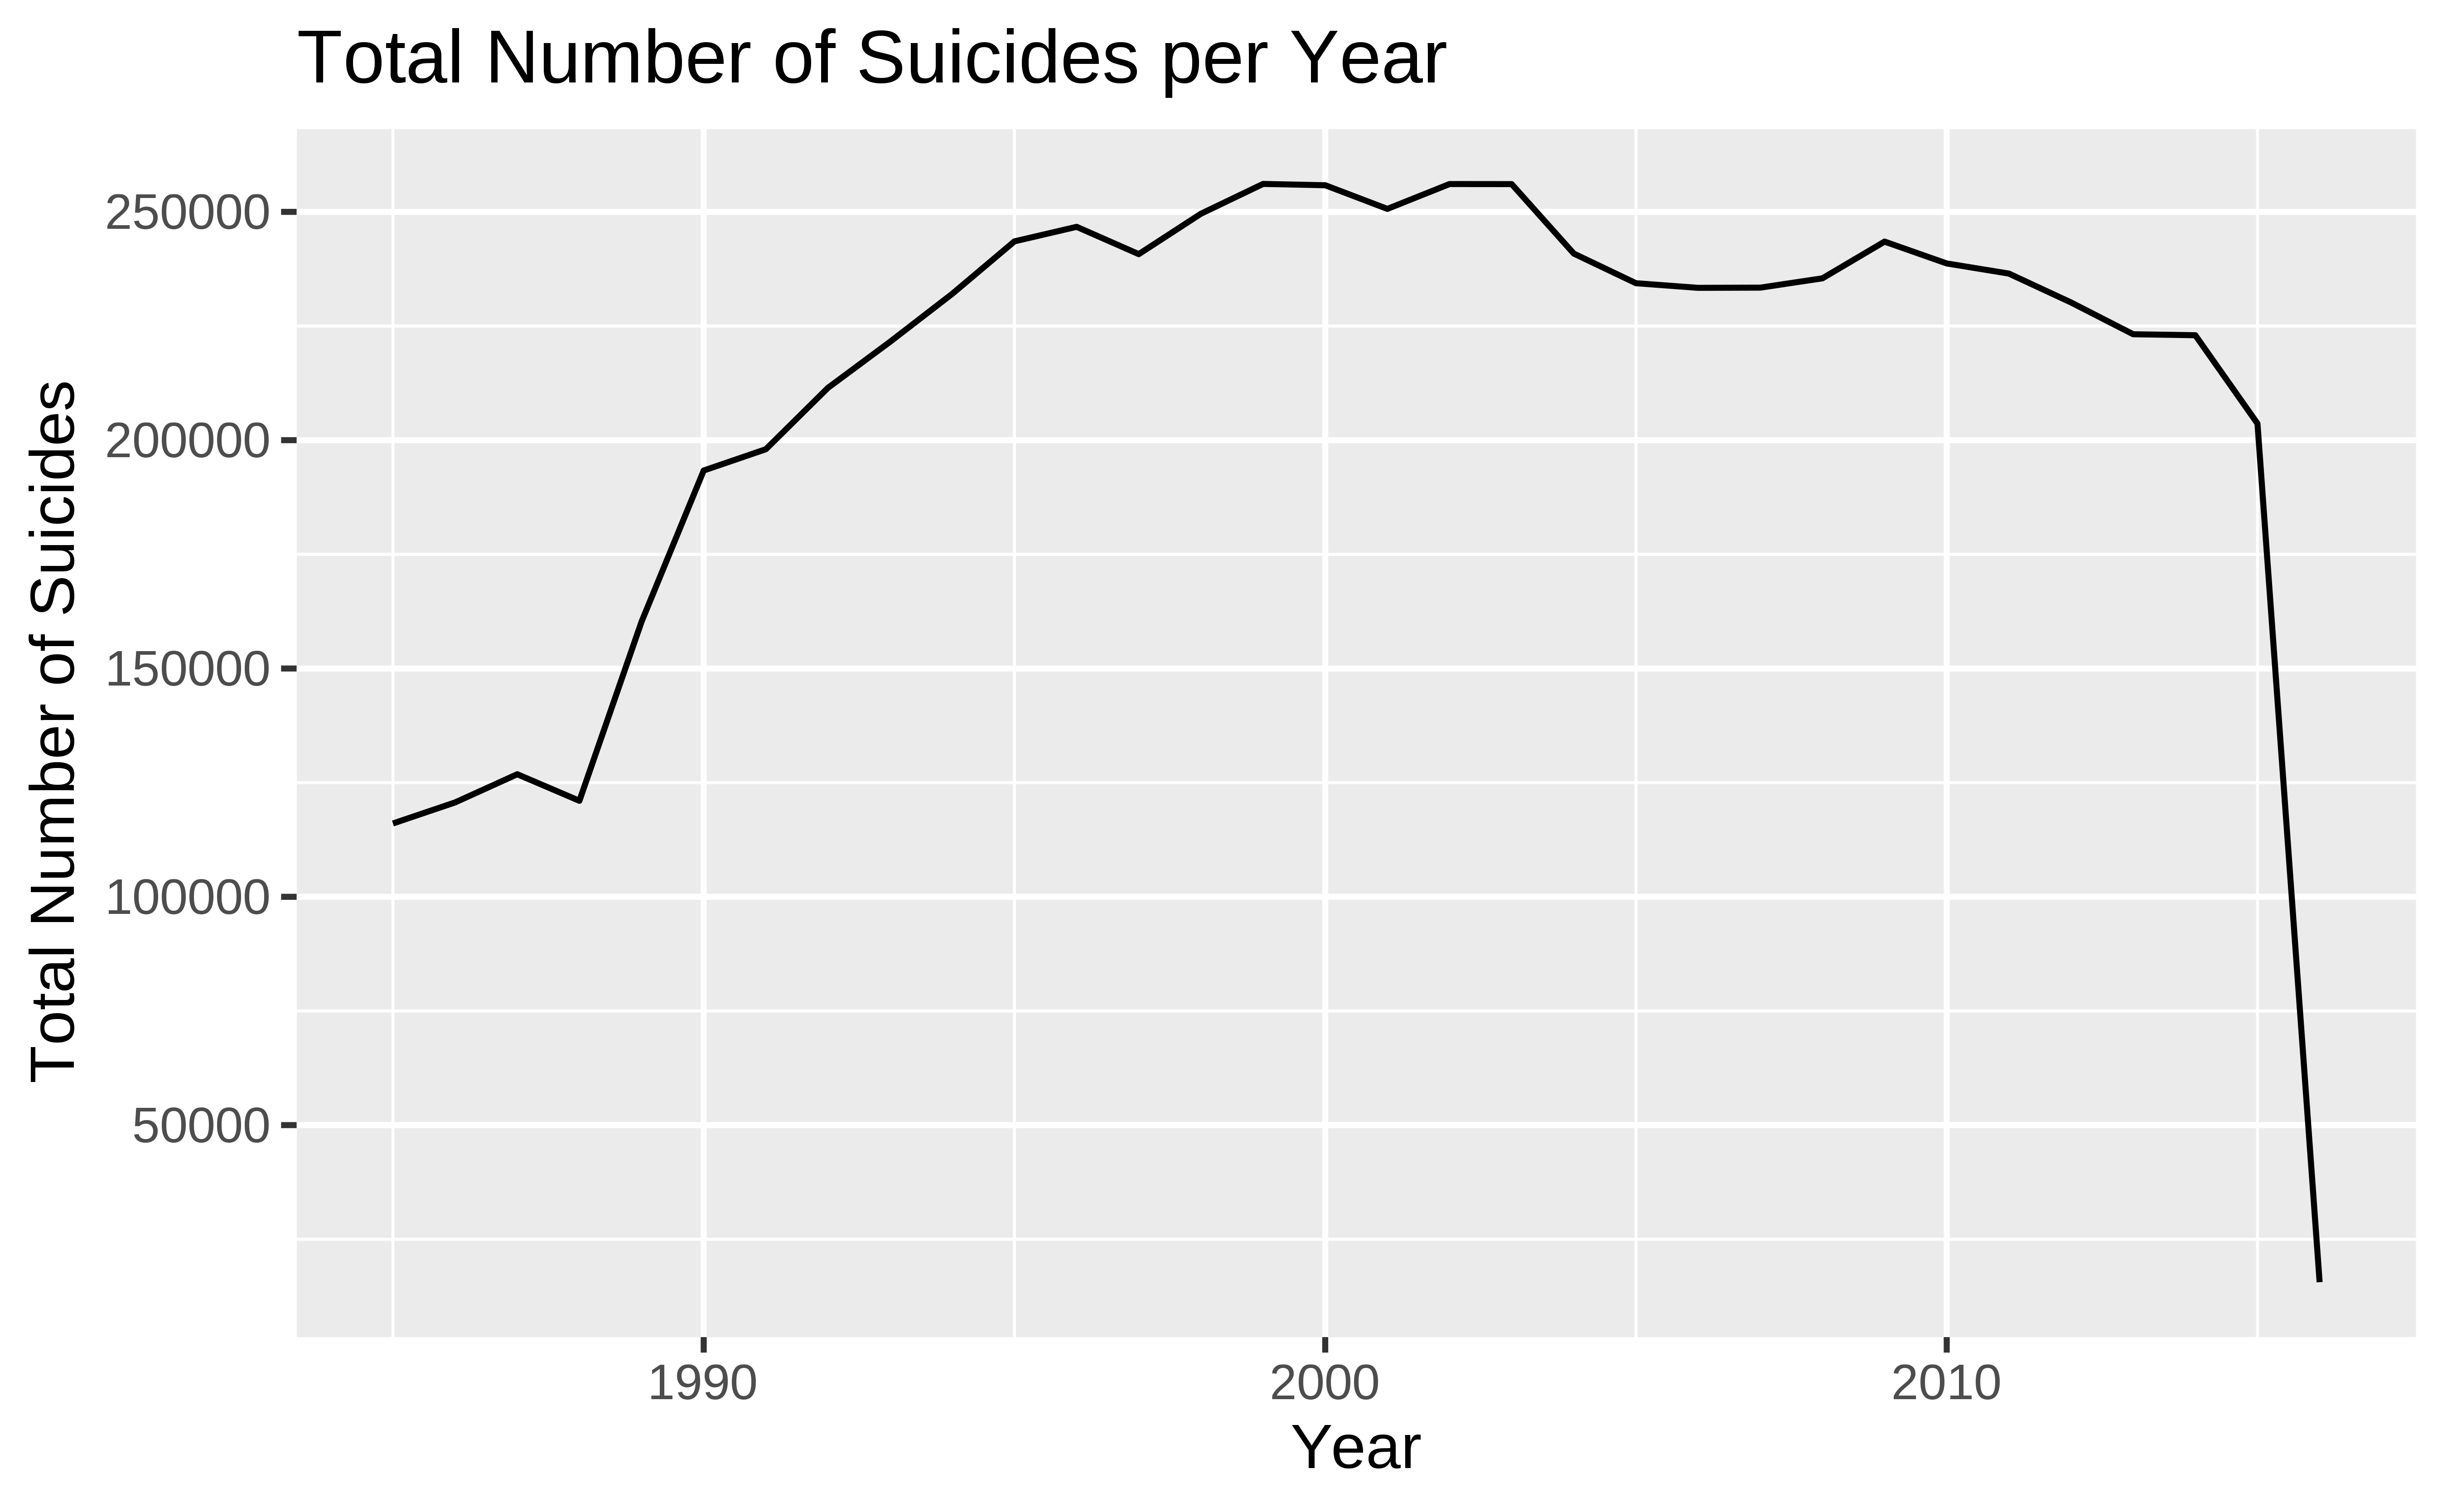 Total Number of Suicides per Year
Total Number of Suicides
250000
200000
150000
100000
50000
1990
2000
2010
Year